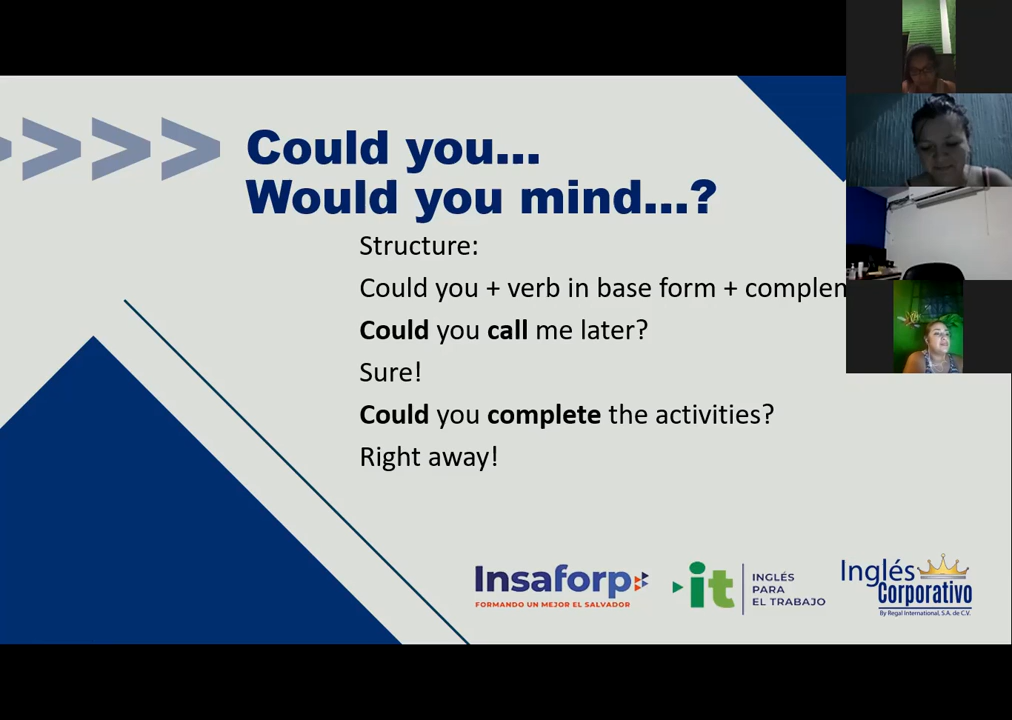 Could you...
Would you mind...?
Structure:
Could you + verb in base form +
Could you call me later?
Sure!
Could you complete the activities?
Right away!
Insaforp
FORMANDO UN MEJOR EL SALVADOR
it
INGLÉS
PARA
EL TRABAJO
Inglés
Corporativo
By Regal International, S.A. de C.V.